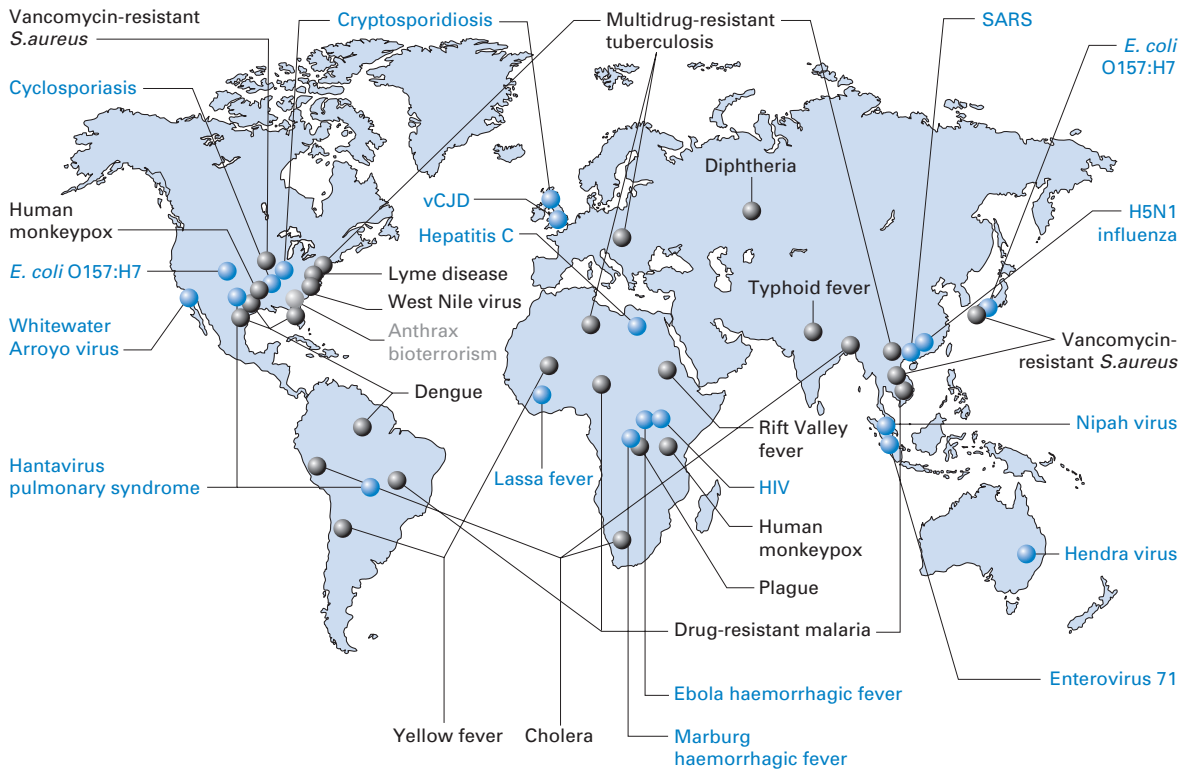 Vancomycin-resistant
S.aureus
Cryptosporidiosis
Multidrug-resistant
tuberculosis
SARS
E. coli
O157:H7
Cyclosporiasis
Diphtheria
vCJD
Human
monkeypox
Hepatitis C
H5N1
influenza
E. coli O157:H7
Lyme disease
West Nile virus
Typhoid fever
Whitewater
Arroyo virus
Anthrax
bioterrorism
Vancomycin-
resistant S.aureus
Dengue
Rift Valley
fever
Nipah virus
Hantavirus
pulmonary syndrome
Lassa fever
HIV
Human
monkeypox
Hendra virus
Plague
Drug-resistant malaria
Enterovirus 71
Ebola haemorrhagic fever
Yellow fever
Cholera
Marburg
haemorrhagic fever